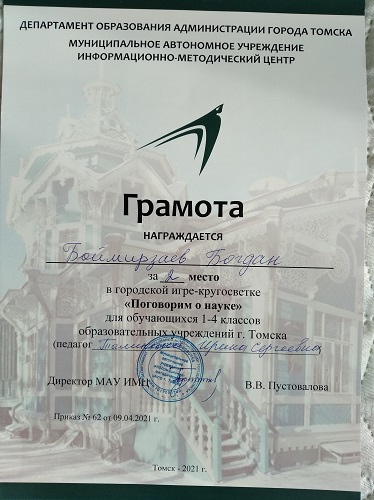 ДЕПАРТАМЕНТ ОБРАЗОВАНИЯ АДМИНИСТРАЦИИ ГОРОДА ТОМСКА
МУНИЦИПАЛЬНОЕ АВТОНОМНОЕ УЧРЕЖДЕНИЕ
ИНФОРМАЦИОННО-МЕТОДИЧЕСКИЙ ЦЕНТР
Грамота
НАГРАЖДАЕТСЯ
Боймирзаев Богдан
за 2 место
в городской игре-кругосветке
«Поговорим о науке»
для обучающихся 1-4 классов
образовательных учреждений г. Томска
(педагог Ирина Сергеевна
Директор МАУ ИМЦ В.В. Пустовалова
Приказ № 62 от 09.04.2021 г.
Томск - 2021 г.